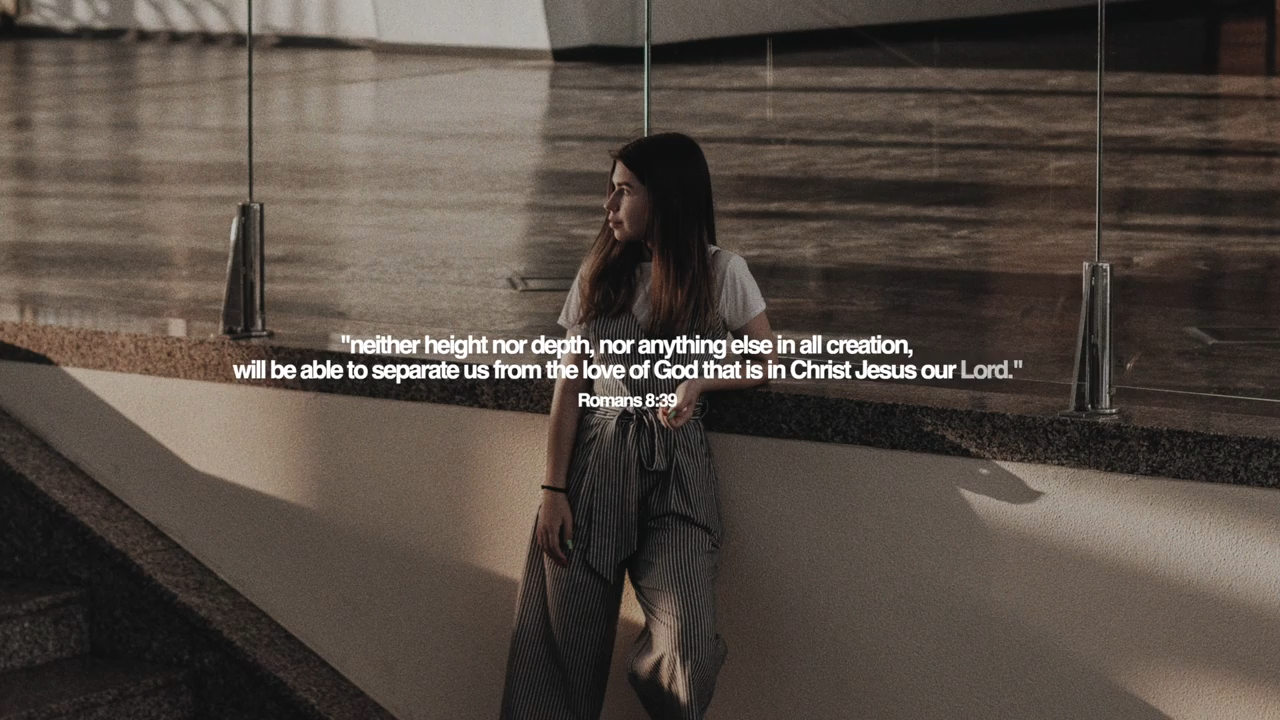 "neither height nor depth, nor anything else in all creation,
will be able to separate us from the love of God that is in Christ Jesus our Lord."
Romans 8:39